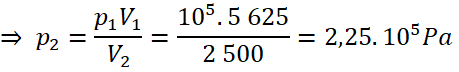 ⇒ p₂ = p₁V₁/V₂ = 10⁵. 5 625/2 500 = 2,25. 10⁵Pa